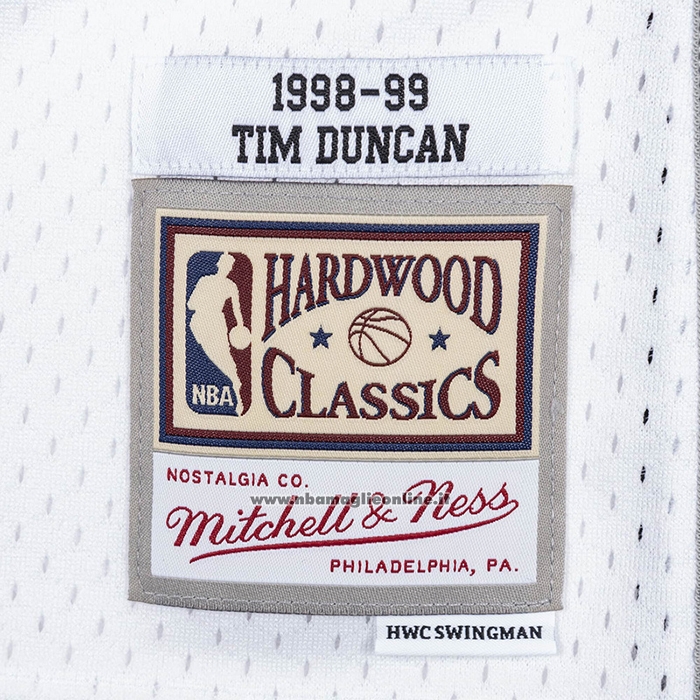 1998-99
TIM DUNCAN
HARDWOOD
CLASSICS
NBA
NOSTALGIA CO.
www.nbamaglieonline.it
Mitchell & Ness
PHILADELPHIA, PA.
HWC SWINGMAN